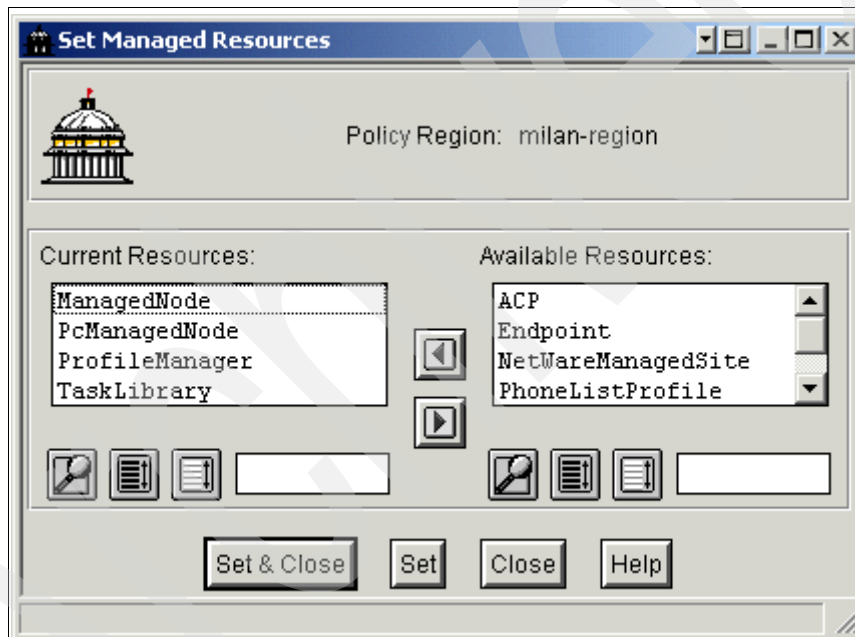 Set Managed Resources
Policy Region: milan-region
Current Resources:
ManagedNode
PcManagedNode
ProfileManager
TaskLibrary
Available Resources:
ACP
Endpoint
NetWareManagedSite
PhoneListProfile
Set & Close
Set
Close
Help